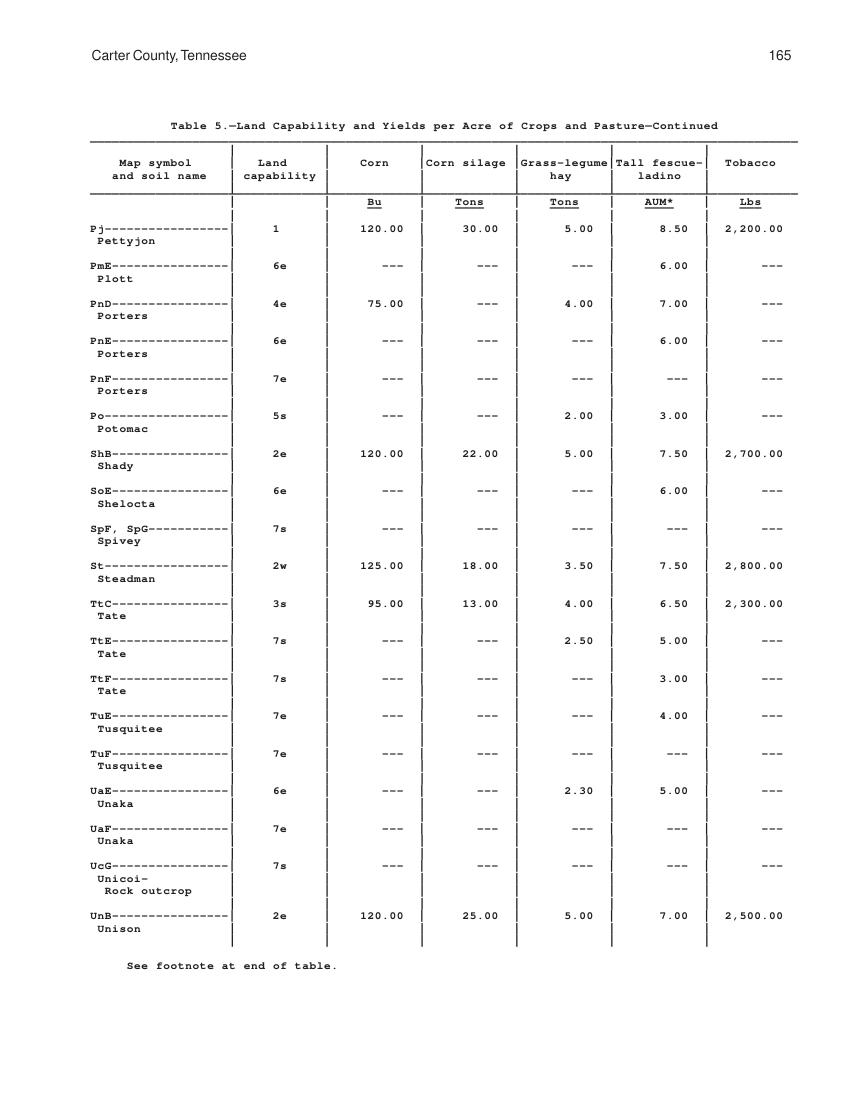 Carter County, Tennessee 165
Table 5.—Land Capability and Yields per Acre of Crops and Pasture—Continued
Map symbol | Land | Corn |Corn silage |Grass-legume|Tall fescue-| Tobacco
and soil name | capability | | | hay | ladino |
| | Bu | Tons | Tons | AUM* | Lbs
Pj-----------------| 1 | 120.00 | 30.00 | 5.00 | 8.50 | 2,200.00
Pettyjon
PmE----------------| 6e | --- | --- | --- | 6.00 | ---
Plott
PnD----------------| 4e | 75.00 | --- | 4.00 | 7.00 | ---
Porters
PnE----------------| 6e | --- | --- | --- | 6.00 | ---
Porters
PnF----------------| 7e | --- | --- | --- | --- | ---
Porters
Po-----------------| 5s | --- | --- | 2.00 | 3.00 | ---
Potomac
ShB----------------| 2e | 120.00 | 22.00 | 5.00 | 7.50 | 2,700.00
Shady
SoE----------------| 6e | --- | --- | --- | 6.00 | ---
Shelocta
SpF, SpG-----------| 7s | --- | --- | --- | --- | ---
Spivey
St-----------------| 2w | 125.00 | 18.00 | 3.50 | 7.50 | 2,800.00
Steadman
TtC----------------| 3s | 95.00 | 13.00 | 4.00 | 6.50 | 2,300.00
Tate
TtE----------------| 7s | --- | --- | 2.50 | 5.00 | ---
Tate
TtF----------------| 7s | --- | --- | --- | 3.00 | ---
Tate
TuE----------------| 7e | --- | --- | --- | 4.00 | ---
Tusquitee
TuF----------------| 7e | --- | --- | --- | --- | ---
Tusquitee
UaE----------------| 6e | --- | --- | 2.30 | 5.00 | ---
Unaka
UaF----------------| 7e | --- | --- | --- | --- | ---
Unaka
UcG----------------| 7s | --- | --- | --- | --- | ---
Unicoi-
Rock outcrop
UnB----------------| 2e | 120.00 | 25.00 | 5.00 | 7.00 | 2,500.00
Unison
See footnote at end of table.